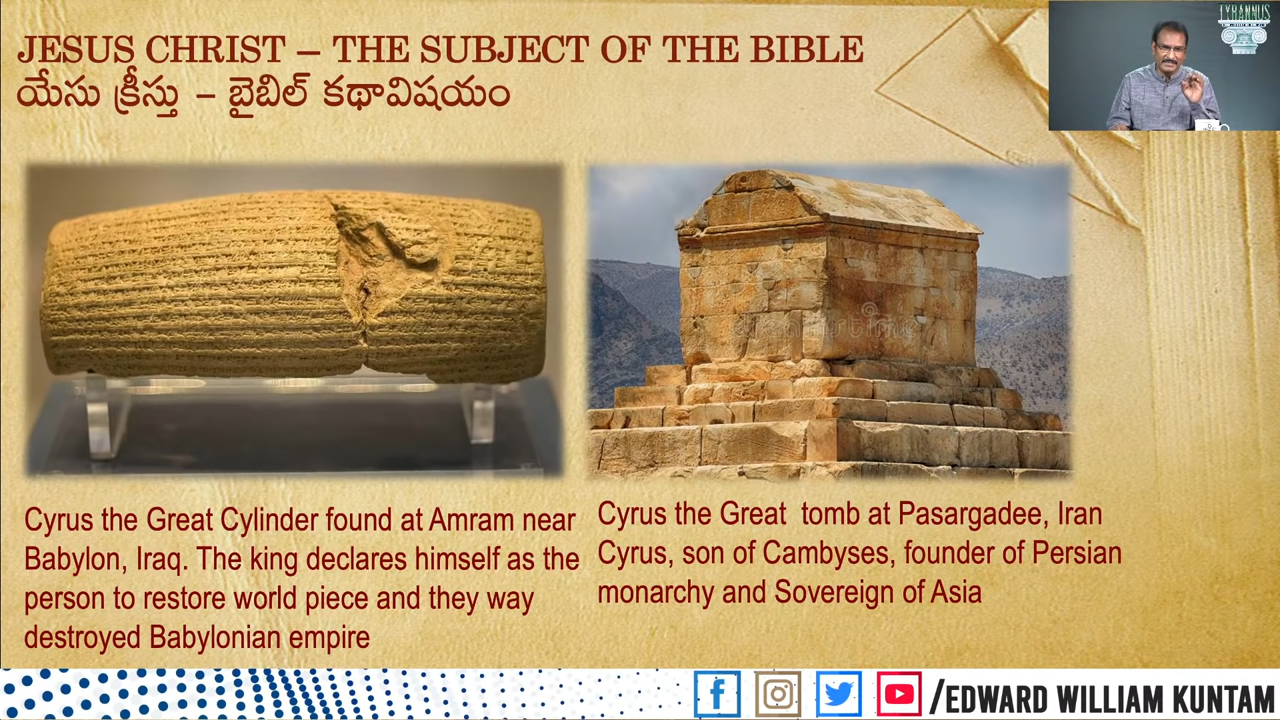 JESUS CHRIST – THE SUBJECT OF THE BIBLE
యేసు క్రీస్తు – బైబిల్ కథావిషయం
TYRANNUS
Cyrus the Great Cylinder found at Amram near
Babylon, Iraq. The king declares himself as the
person to restore world piece and they way
destroyed Babylonian empire
Cyrus the Great tomb at Pasargadee, Iran
Cyrus, son of Cambyses, founder of Persian
monarchy and Sovereign of Asia
/EDWARD WILLIAM KUNTAM